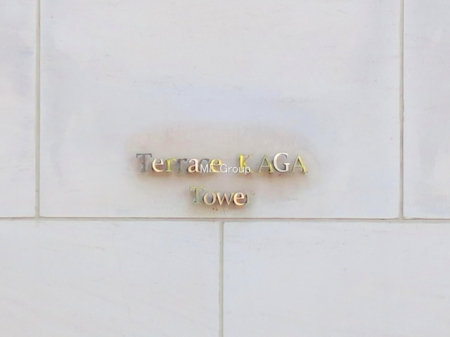 Terrace KAGA
Mk Group.
Tower